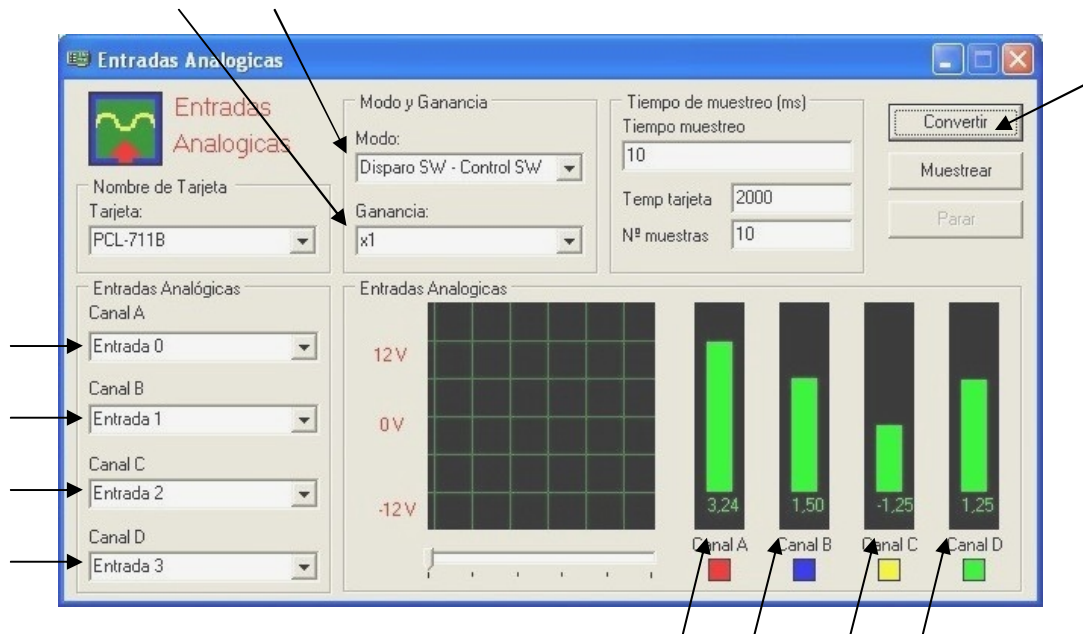 Entradas Analogicas
Entradas
Analogicas
Nombre de Tarjeta
Tarjeta:
PCL-711B
Modo y Ganancia
Modo:
Disparo SW - Control SW
Ganancia:
x1
Tiempo de muestreo (ms)
Tiempo muestreo
10
Temp tarjeta 2000
Nº muestras 10
Convertir
Muestrear
Parar
Entradas Analógicas
Canal A
Entrada 0
Canal B
Entrada 1
Canal C
Entrada 2
Canal D
Entrada 3
Entradas Analogicas
12 V
0 V
-12 V
3,24 1,50 -1,25 1,25
Canal A Canal B Canal C Canal D